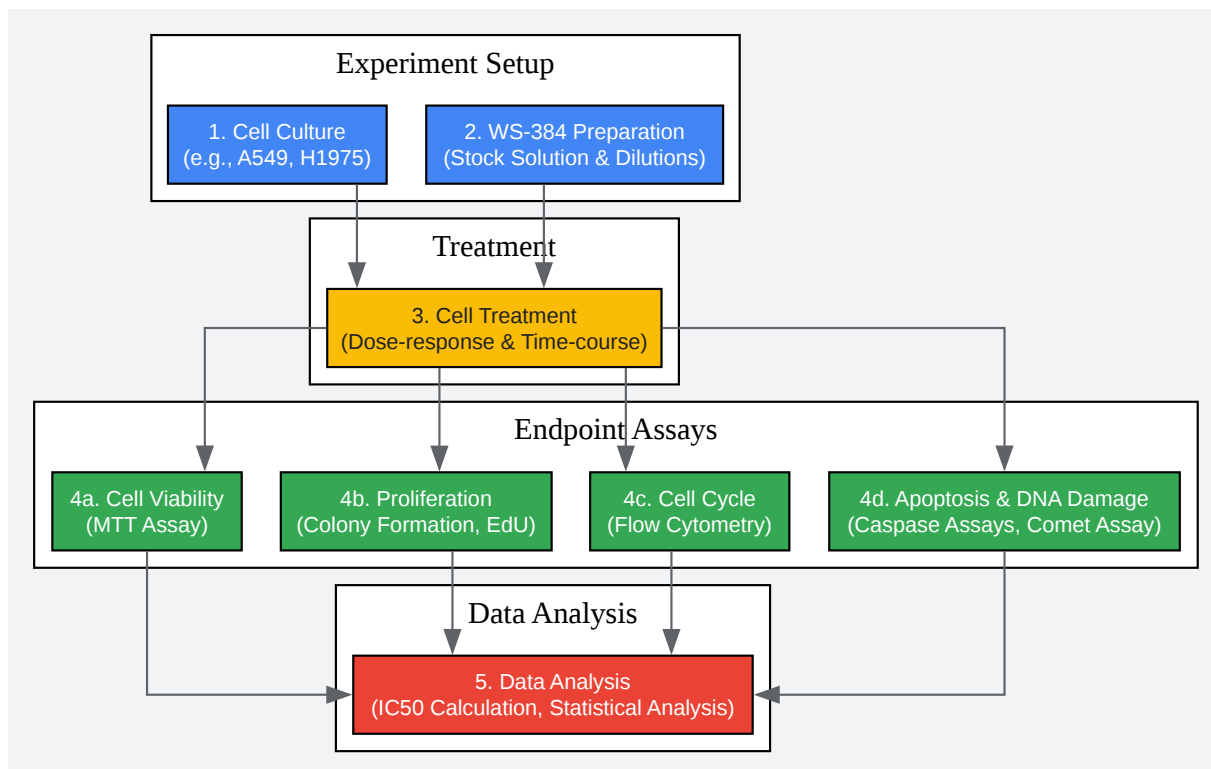 Experiment Setup
1. Cell Culture
(e.g., A549, H1975)
2. WS-384 Preparation
(Stock Solution & Dilutions)
Treatment
3. Cell Treatment
(Dose-response & Time-course)
Endpoint Assays
4a. Cell Viability
(MTT Assay)
4b. Proliferation
(Colony Formation, EdU)
4c. Cell Cycle
(Flow Cytometry)
4d. Apoptosis & DNA Damage
(Caspase Assays, Comet Assay)
Data Analysis
5. Data Analysis
(IC50 Calculation, Statistical Analysis)